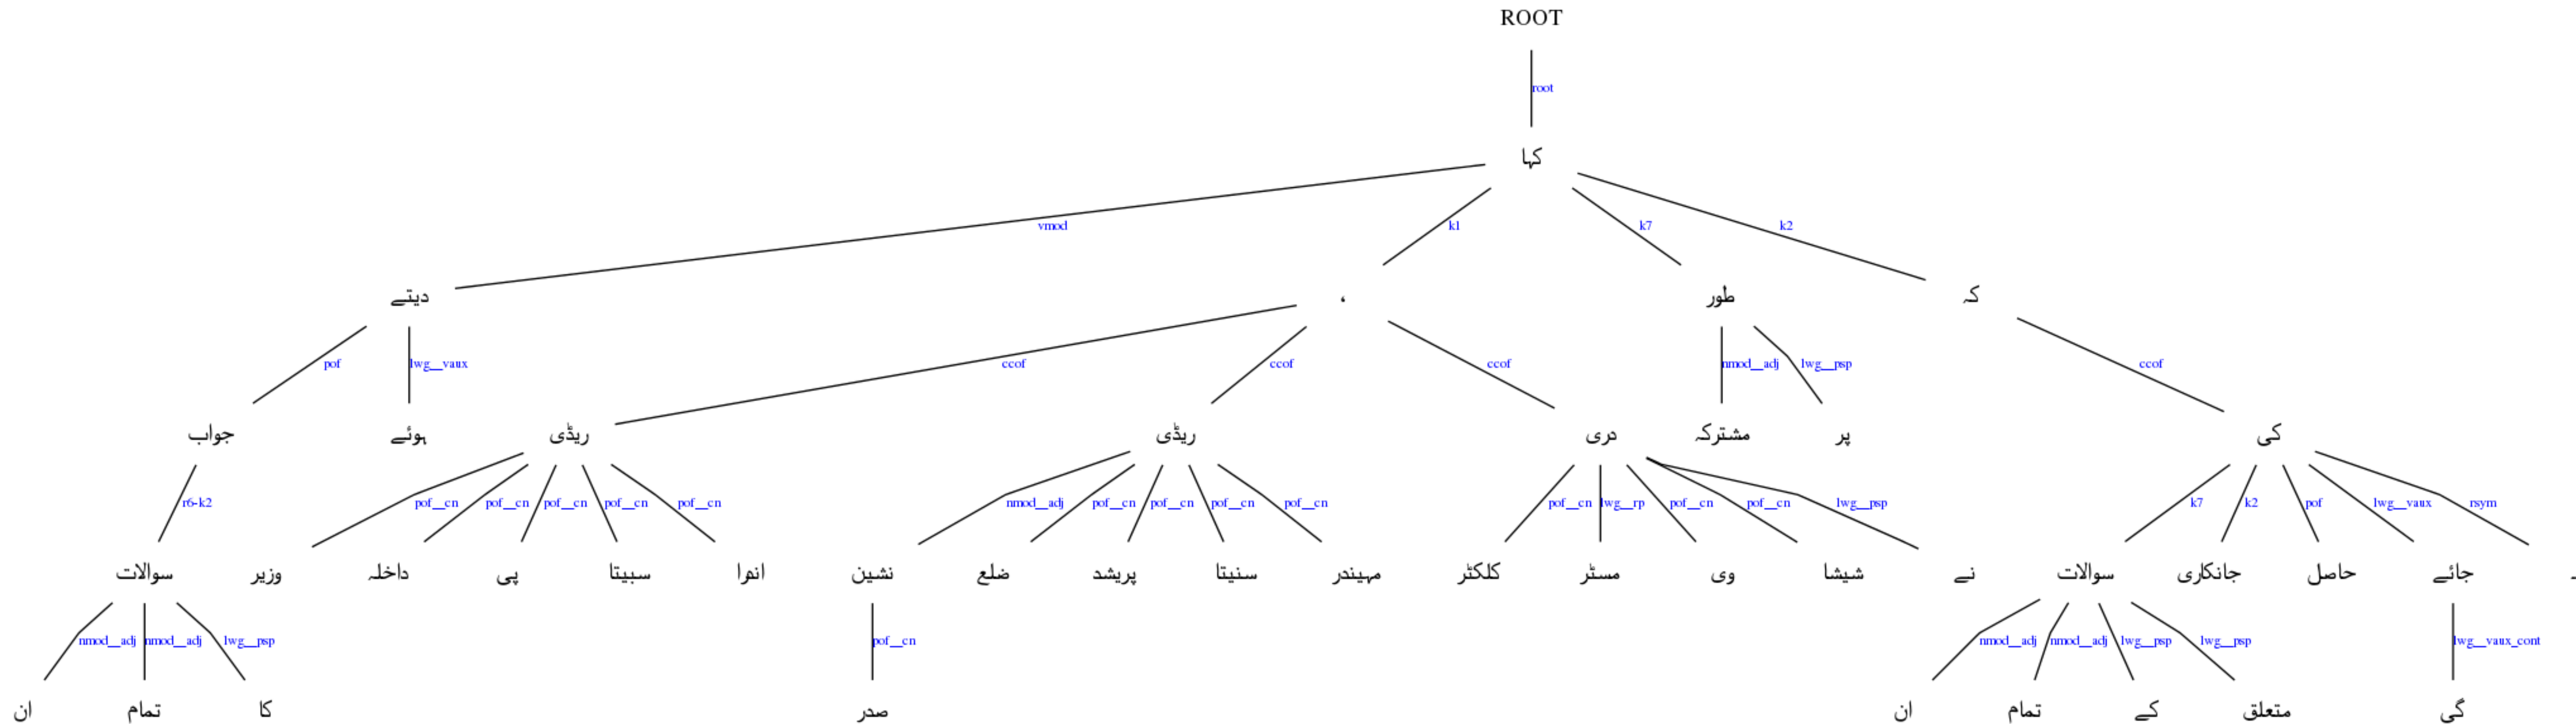 ROOT
root
کہا
vmod k1 k7 k2
دیتے ، طور کہ
pof lwg__vaux ccof ccof ccof nmod__adj lwg__psp ccof
جواب ہوئے ریڈی ریڈی دری مشترکہ پر کی
r6-k2 pof__cn pof__cn pof__cn pof__cn pof__cn nmod__adj pof__cn pof__cn pof__cn pof__cn pof__cn lwg__rp pof__cn pof__cn lwg__psp k7 k2 pof lwg__vaux rsym
سوالات وزیر داخلہ پی سبیتا اندرا نشین ضلع پریشد سنیتا مہیندر کلکٹر مسٹر وی شیشا نے سوالات جانکاری حاصل جائے ۔
nmod__adj nmod__adj lwg__psp pof__cn nmod__adj nmod__adj lwg__psp lwg__psp lwg__vaux_cont
ان تمام کا صدر ان تمام کے متعلق گی